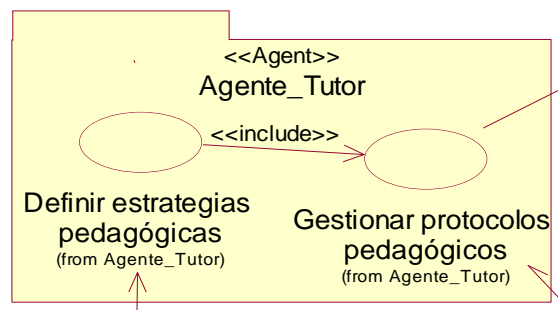 <<Agent>>
Agente_Tutor
<<include>>
Definir estrategias
pedagógicas
(from Agente_Tutor)
Gestionar protocolos
pedagógicos
(from Agente_Tutor)